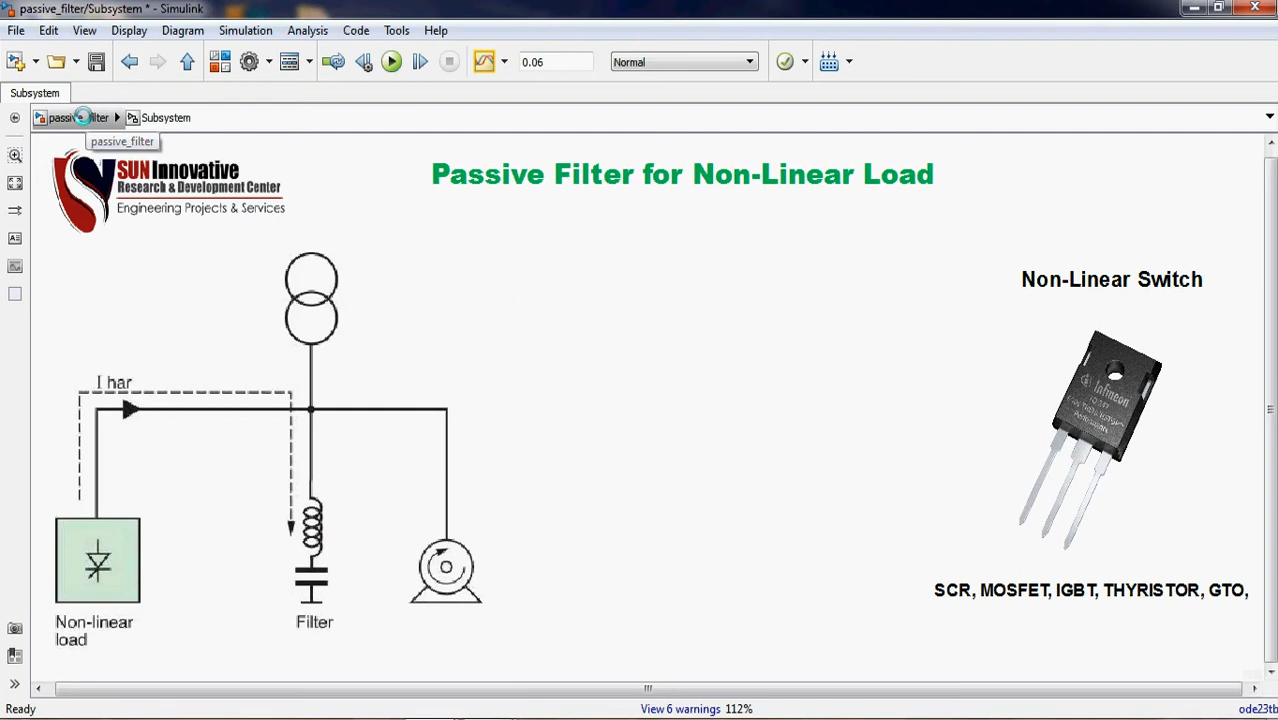 passive_filter/Subsystem * - Simulink
File Edit View Display Diagram Simulation Analysis Code Tools Help
0.06 Normal
Subsystem
Subsystem
passive_filter
SUN Innovative
Research & Development Center
Engineering Projects & Services
Passive Filter for Non-Linear Load
Non-Linear Switch
I har
Infineon
SCR, MOSFET, IGBT, THYRISTOR, GTO,
Non-linear
load
Filter
Ready View 6 warnings 112% ode23tb